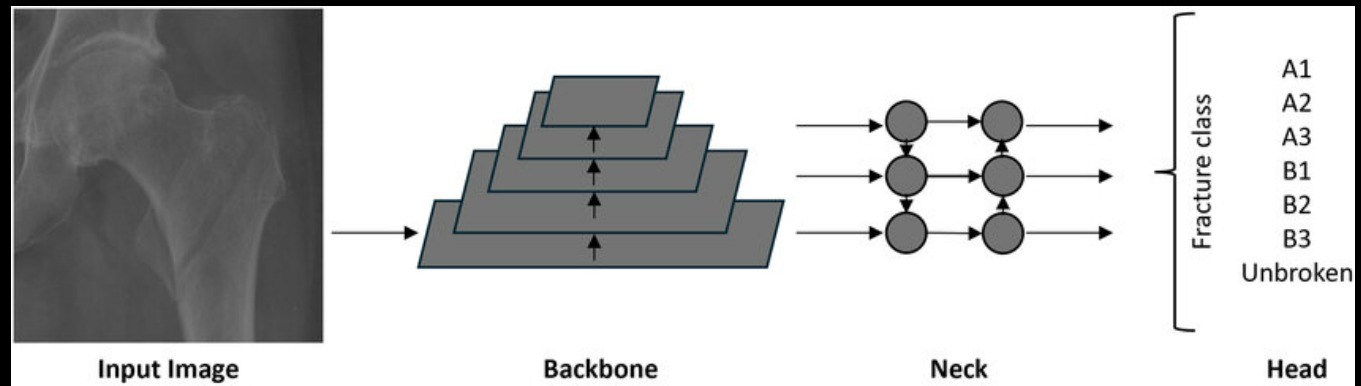 Fracture class
A1
A2
A3
B1
B2
B3
Unbroken
Input Image
Backbone
Neck
Head